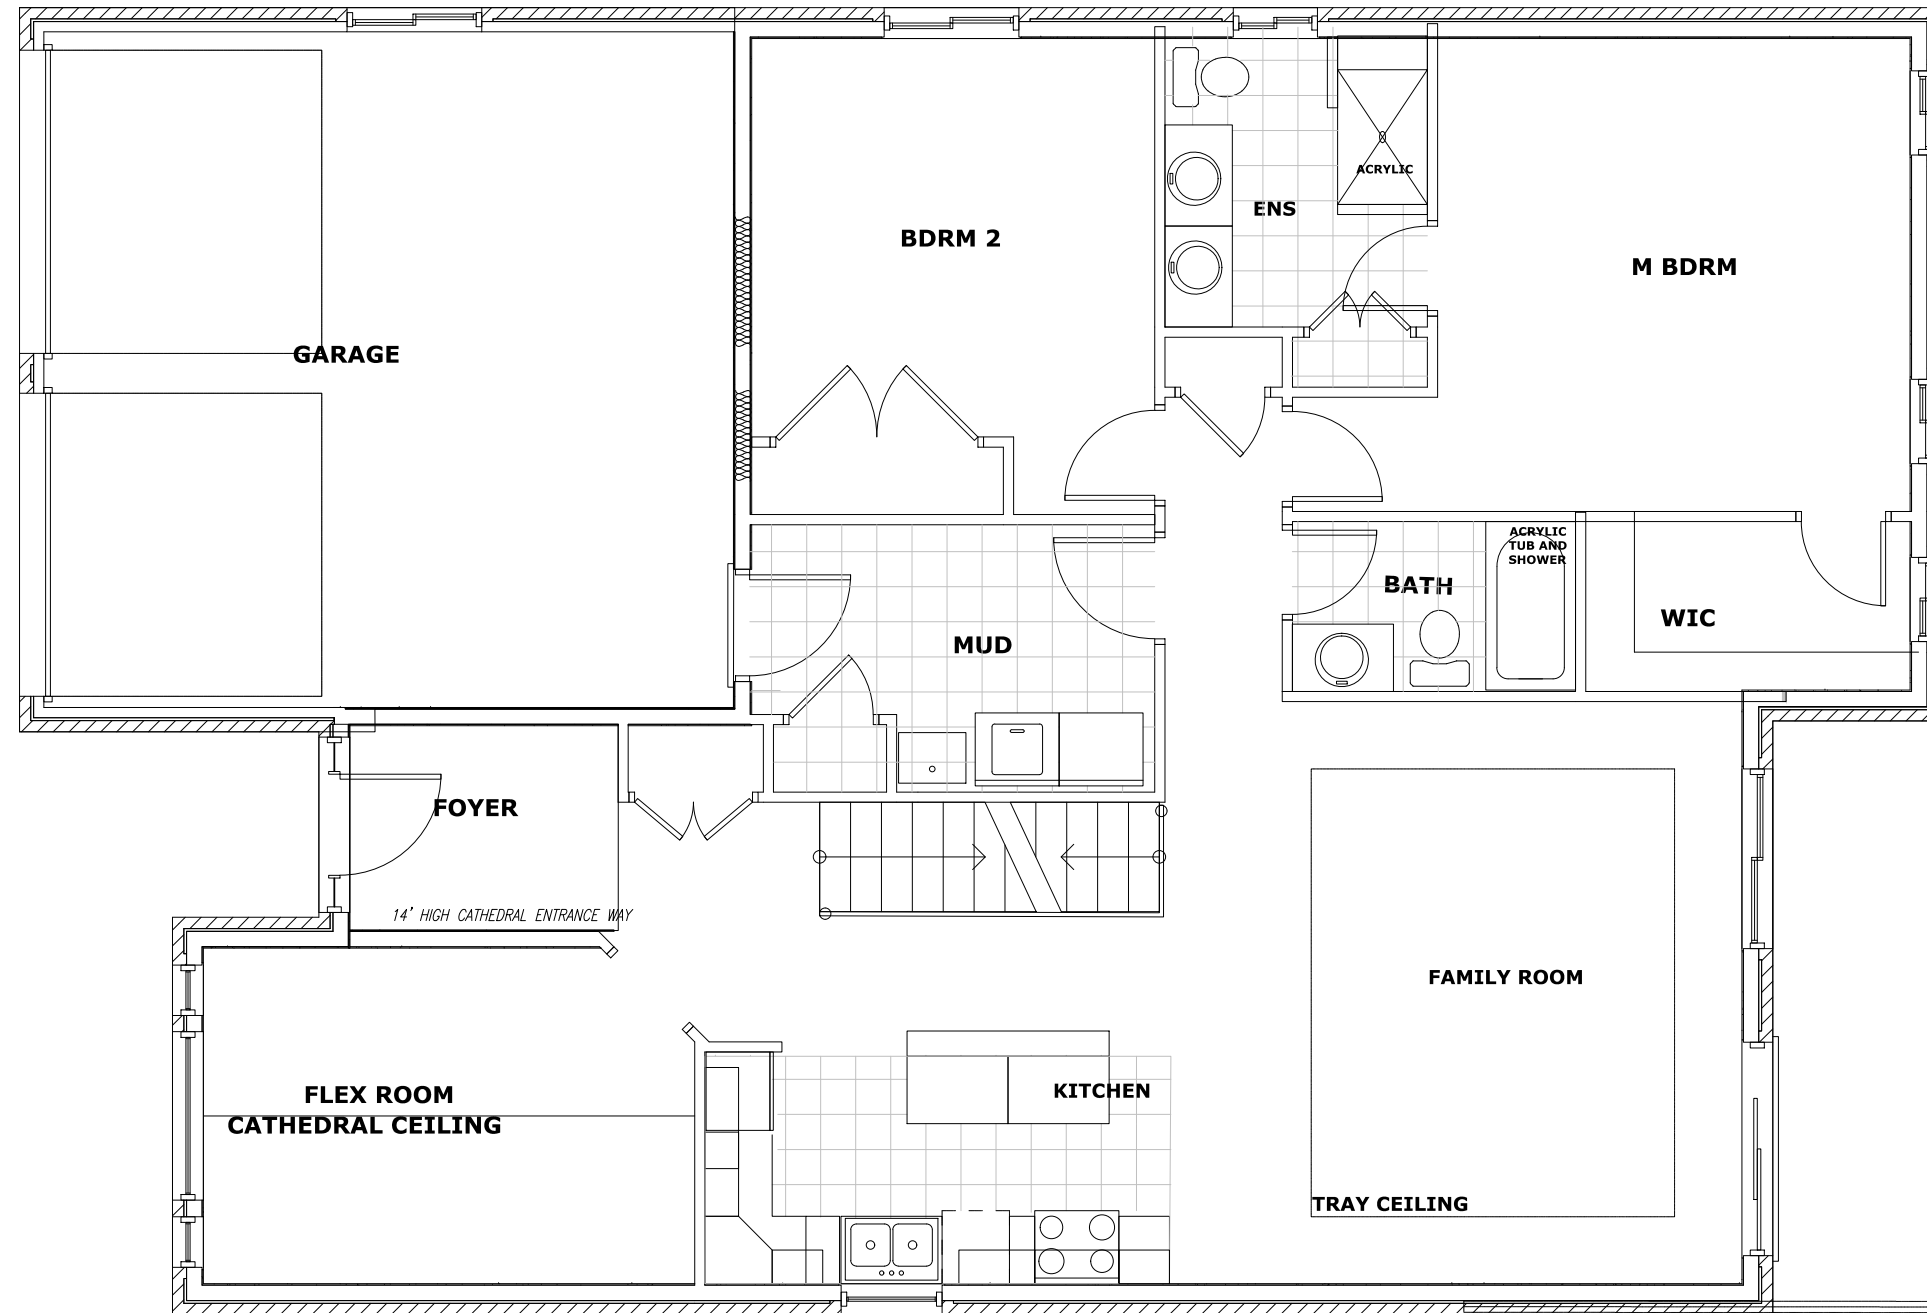 ACRYLIC
ENS
BDRM 2
M BDRM
GARAGE
ACRYLIC
TUB AND
SHOWER
BATH
WIC
MUD
FOYER
14' HIGH CATHEDRAL ENTRANCE WAY
FAMILY ROOM
KITCHEN
FLEX ROOM
CATHEDRAL CEILING
TRAY CEILING